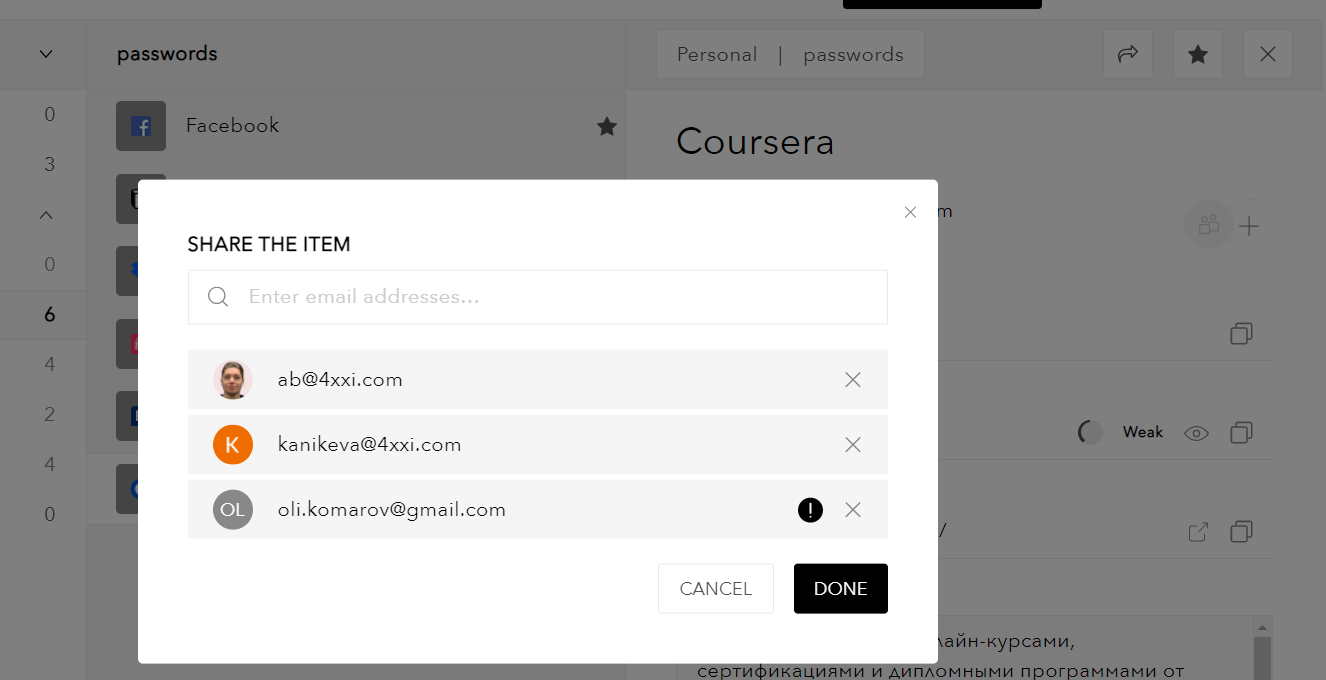 passwords
Personal | passwords
0
Facebook
3
Coursera
m
SHARE THE ITEM
0
Enter email addresses...
6
4
ab@4xxi.com
2
K
kanikeva@4xxi.com
Weak
4
OL
oli.komarov@gmail.com
!
0
/
CANCEL
DONE
лайн-курсами,
сертификациями и дипломными программами от